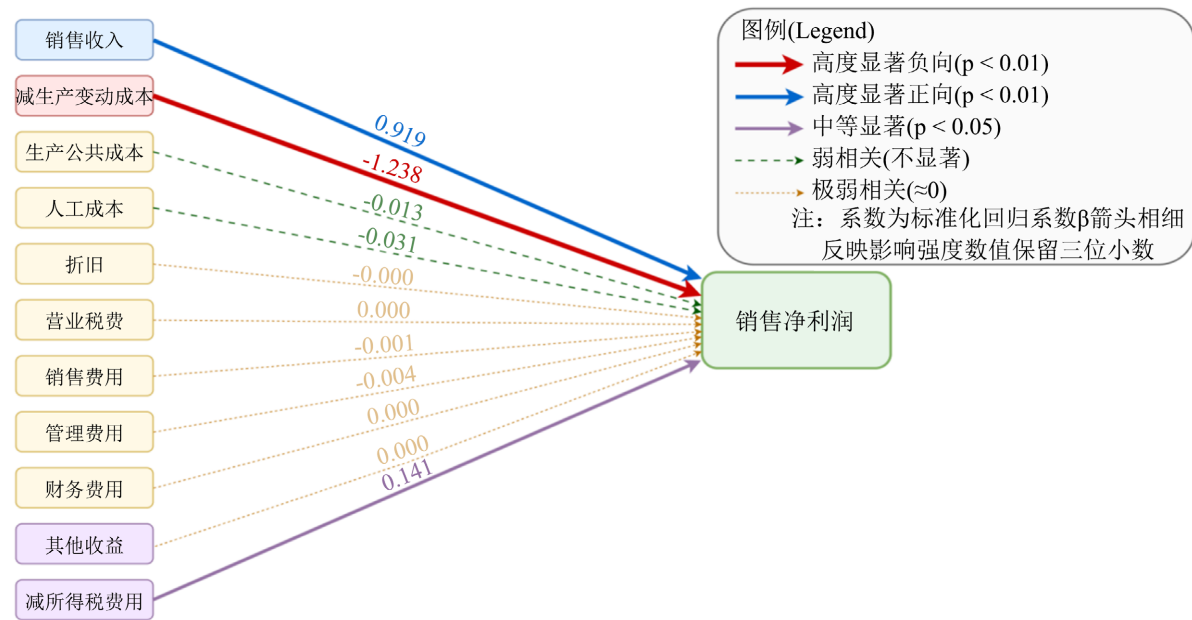 销售收入
减生产变动成本
生产公共成本
人工成本
折旧
营业税费
销售费用
管理费用
财务费用
其他收益
减所得税费用
0.919
-1.238
-0.013
-0.031
-0.000
0.000
-0.001
-0.004
0.000
0.000
0.141
销售净利润
图例(Legend)
高度显著负向(p < 0.01)
高度显著正向(p < 0.01)
中等显著(p < 0.05)
弱相关(不显著)
极弱相关(≈0)
注：系数为标准化回归系数β箭头相细
反映影响强度数值保留三位小数